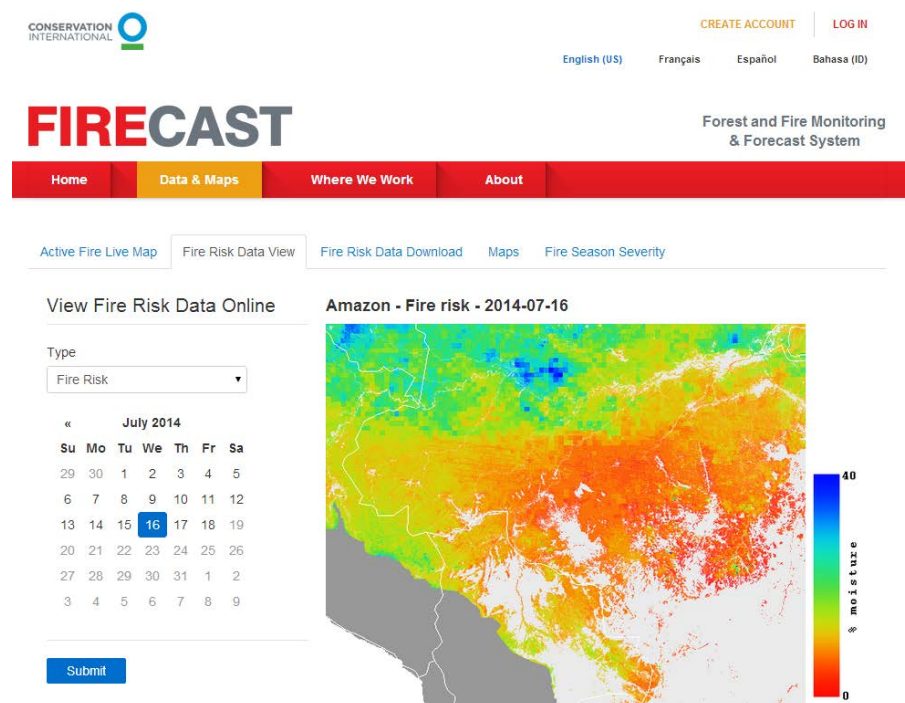 CONSERVATION
INTERNATIONAL
CREATE ACCOUNT LOG IN
English (US) Français Español Bahasa (ID)
FIRECAST
Forest and Fire Monitoring
& Forecast System
Home Data & Maps Where We Work About
Active Fire Live Map Fire Risk Data View Fire Risk Data Download Maps Fire Season Severity
View Fire Risk Data Online
Type
Fire Risk
« July 2014
Su Mo Tu We Th Fr Sa
29 30 1 2 3 4 5
6 7 8 9 10 11 12
13 14 15 16 17 18 19
20 21 22 23 24 25 26
27 28 29 30 31 1 2
3 4 5 6 7 8 9
Submit
Amazon - Fire risk - 2014-07-16
40
% moisture
0